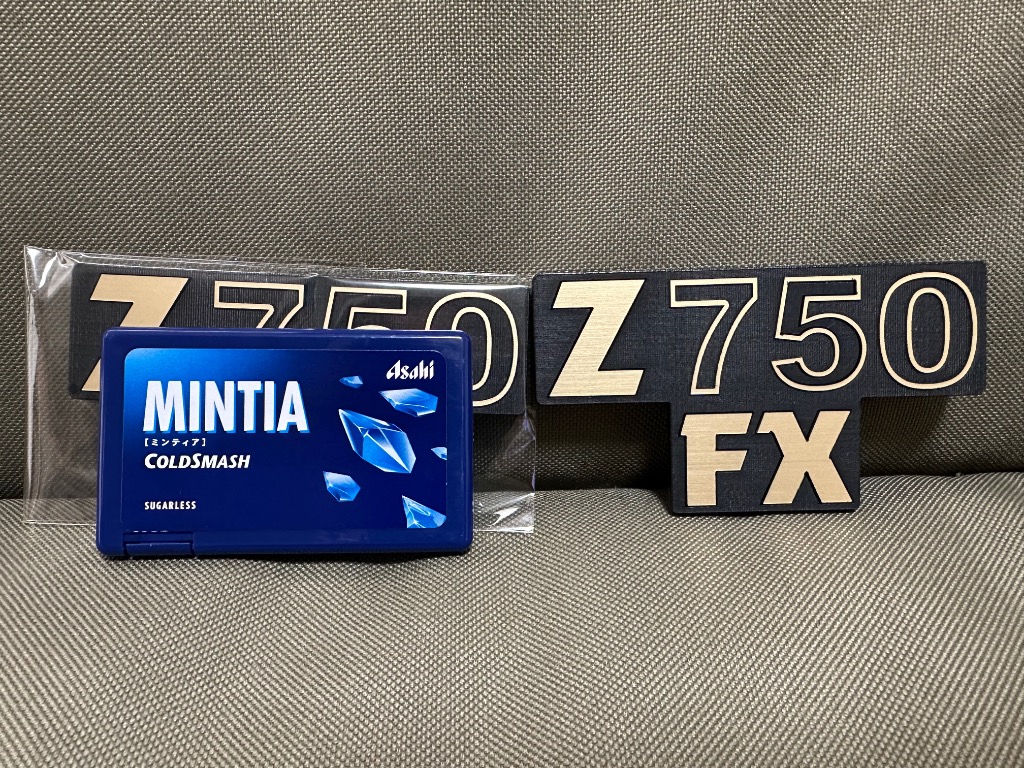 Z750
Asahi
MINTIA
[ミンティア]
COLDSMASH
SUGARLESS
Z750
FX